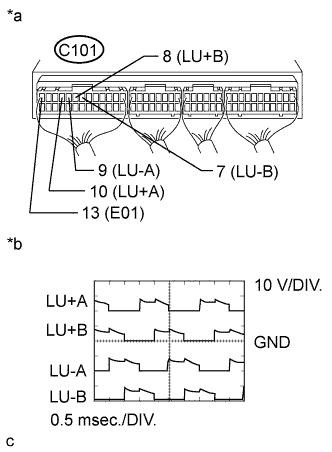 *a
C101
8 (LU+B)
9 (LU-A)
7 (LU-B)
10 (LU+A)
13 (E01)
*b
10 V/DIV.
LU+A
LU+B
GND
LU-A
LU-B
0.5 msec./DIV.
c